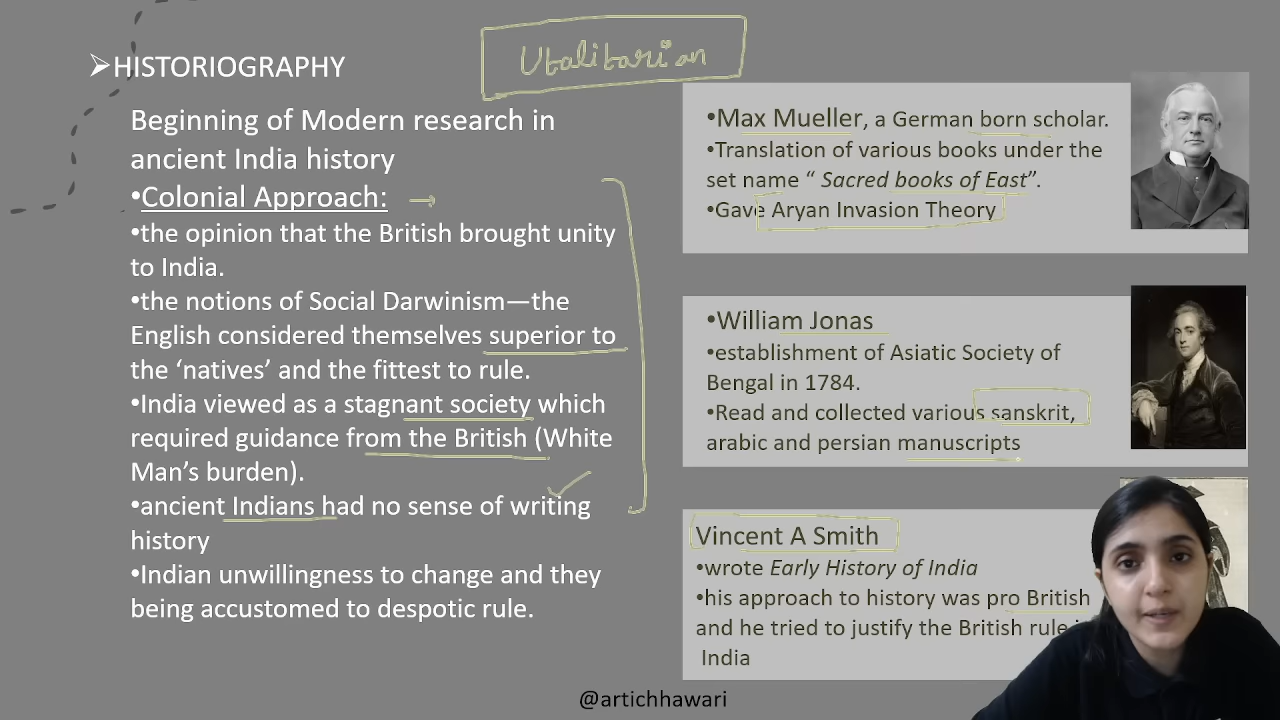 Utalitarian
➢HISTORIOGRAPHY
Beginning of Modern research in
ancient India history
•Colonial Approach:
•the opinion that the British brought unity
to India.
•the notions of Social Darwinism—the
English considered themselves superior to
the ‘natives’ and the fittest to rule.
•India viewed as a stagnant society which
required guidance from the British (White
Man’s burden).
•ancient Indians had no sense of writing
history
•Indian unwillingness to change and they
being accustomed to despotic rule.
•Max Mueller, a German born scholar.
•Translation of various books under the
set name “ Sacred books of East”.
•Gave Aryan Invasion Theory
•William Jonas
•establishment of Asiatic Society of
Bengal in 1784.
•Read and collected various sanskrit,
arabic and persian manuscripts
Vincent A Smith
•wrote Early History of India
•his approach to history was pro British
and he tried to justify the British rule
India
@artichhawari